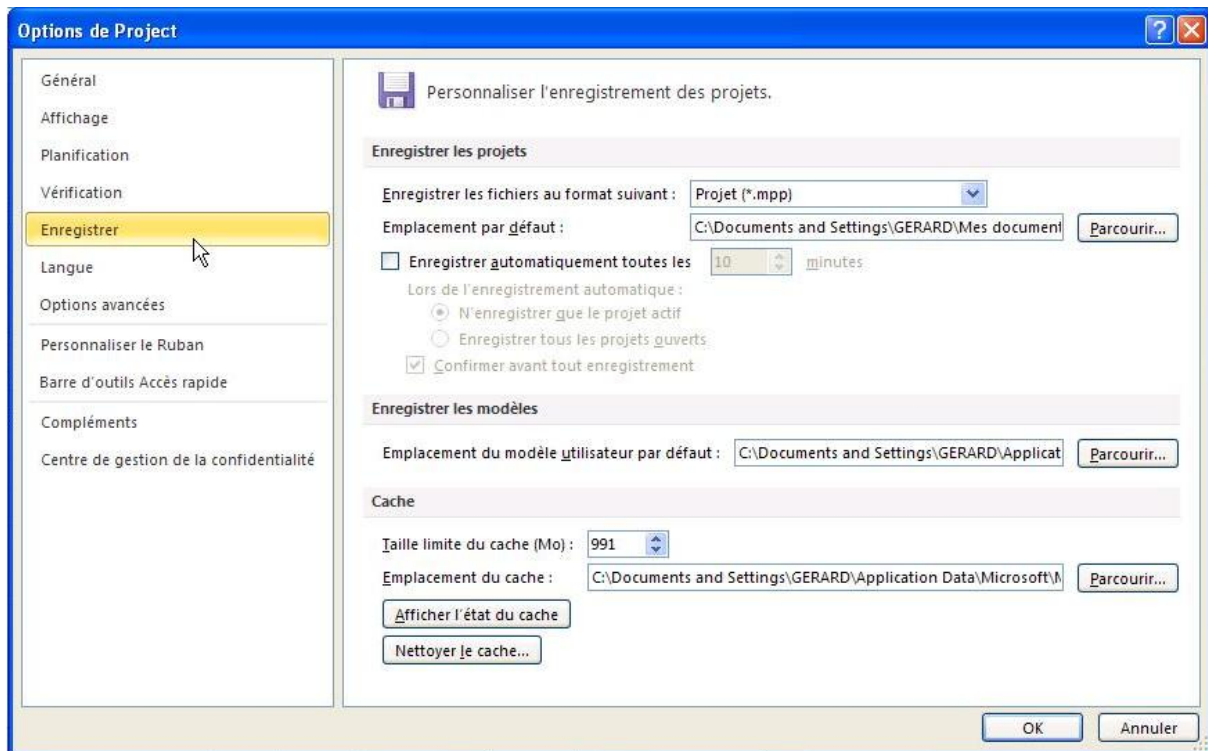 Options de Project
Général
Affichage
Planification
Vérification
Enregistrer
Langue
Options avancées
Personnaliser le Ruban
Barre d'outils Accès rapide
Compléments
Centre de gestion de la confidentialité
Personnaliser l'enregistrement des projets.
Enregistrer les projets
Enregistrer les fichiers au format suivant : Projet (*.mpp)
Emplacement par défaut : C:\Documents and Settings\GERARD\Mes document Parcourir...
Enregistrer automatiquement toutes les 10 minutes
Lors de l'enregistrement automatique :
N'enregistrer que le projet actif
Enregistrer tous les projets ouverts
Confirmer avant tout enregistrement
Enregistrer les modèles
Emplacement du modèle utilisateur par défaut : C:\Documents and Settings\GERARD\Applicat Parcourir...
Cache
Taille limite du cache (Mo) : 991
Emplacement du cache : C:\Documents and Settings\GERARD\Application Data\Microsoft\M Parcourir...
Afficher l'état du cache
Nettoyer le cache...
OK Annuler